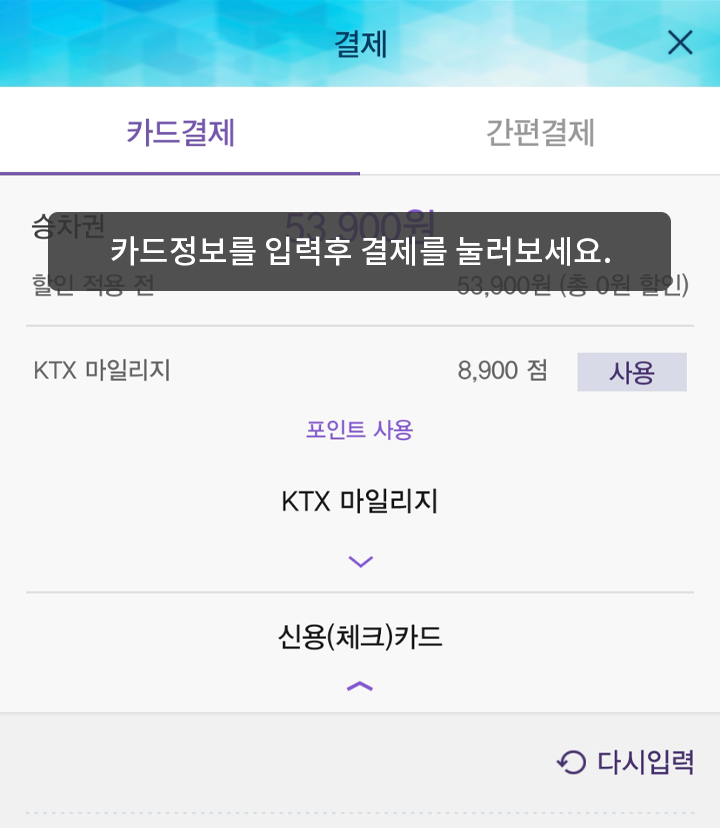 결제
카드결제
간편결제
승차권 53,900원
카드정보를 입력후 결제를 눌러보세요.
할인 적용 전 53,900원 (총 0원 할인)
KTX 마일리지 8,900 점 사용
포인트 사용
KTX 마일리지
신용(체크)카드
다시입력